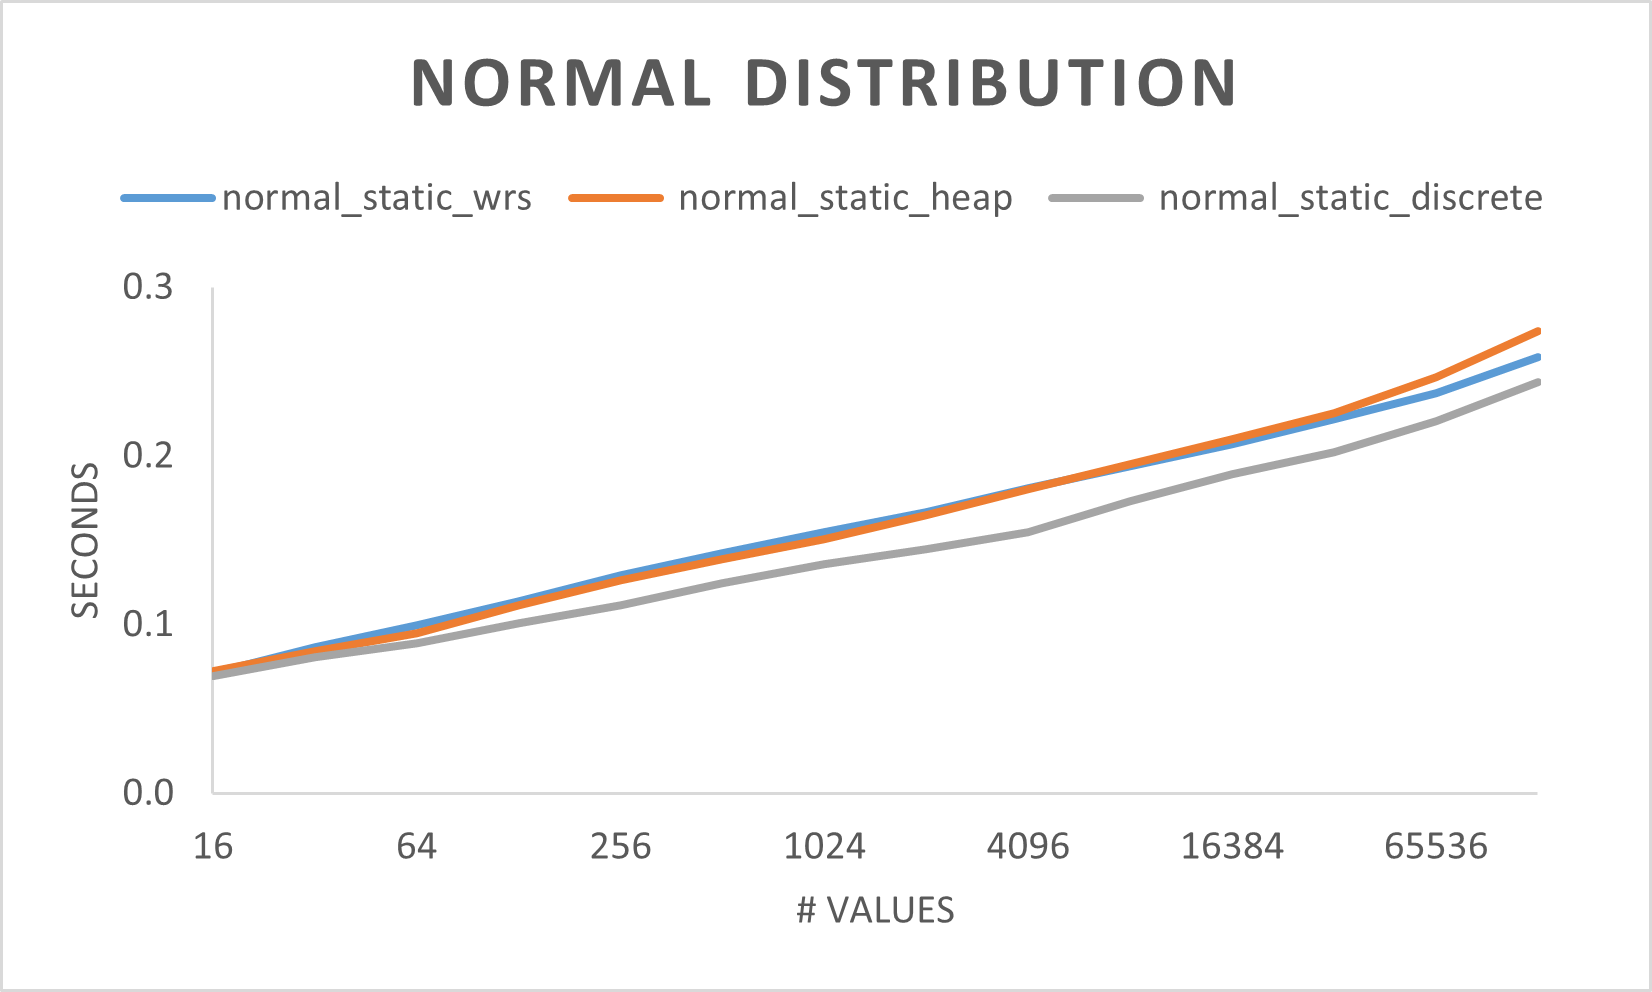 NORMAL DISTRIBUTION
normal_static_wrs normal_static_heap normal_static_discrete
0.3
0.2
0.1
0.0
SECONDS
16 64 256 1024 4096 16384 65536
# VALUES